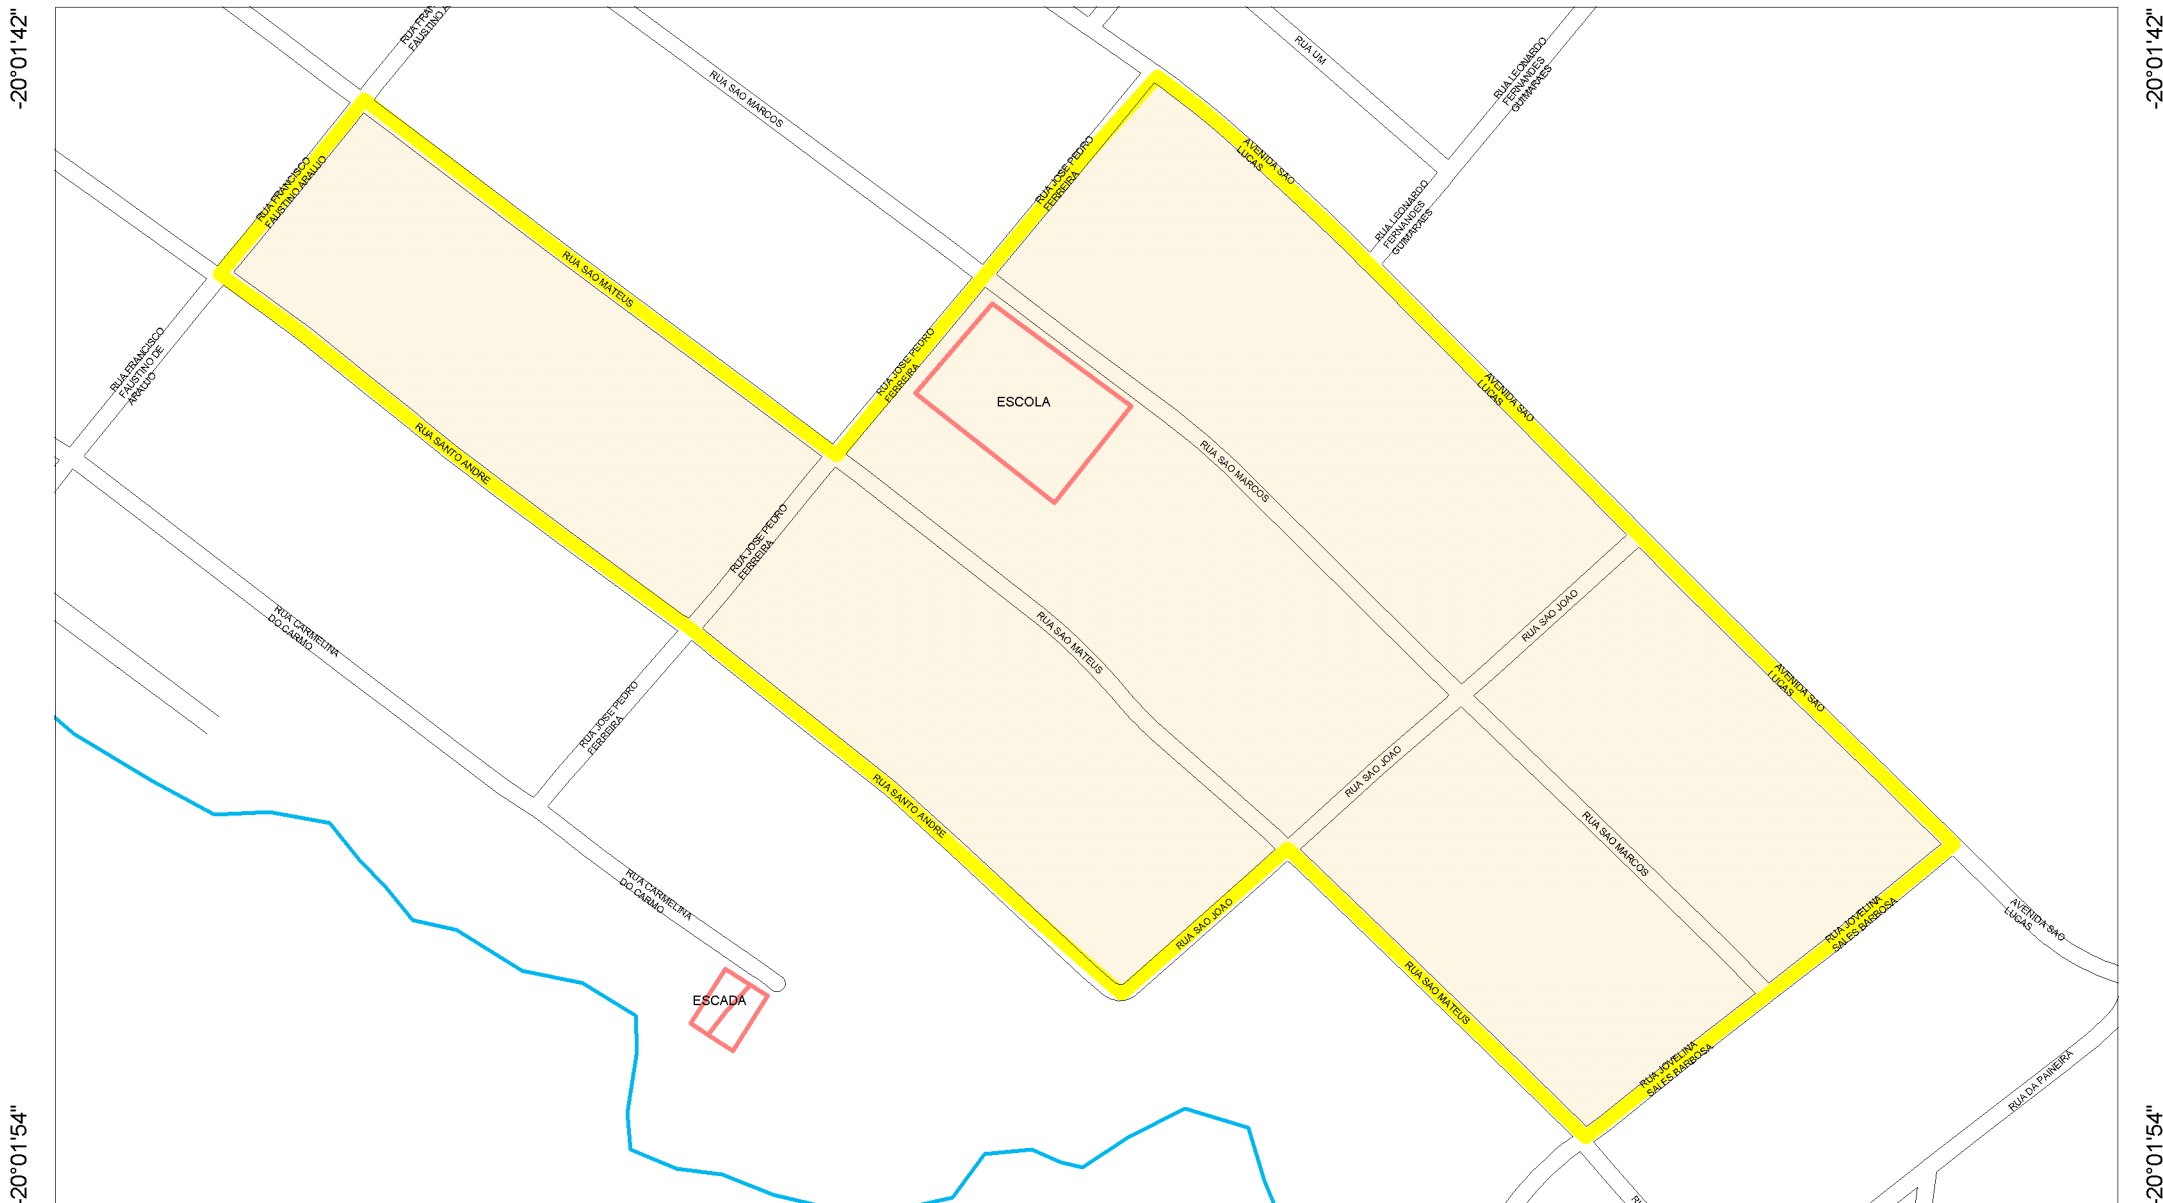 -20°01'42"
-20°01'42"
FAUSTINO A
RUA SAO MARCOS
RUA UM
RUA LEONARDO
FERNANDES
GUIMARAES
RUA FRANCISCO
FAUSTINO ARAUJO
RUA JOSE PEDRO
FERREIRA
AVENIDA SAO
LUCAS
RUA LEONARDO
FERNANDES
GUIMARAES
RUA SAO MATEUS
RUA FRANCISCO
FAUSTINO DE
ARAUJO
RUA JOSE PEDRO
FERREIRA
ESCOLA
AVENIDA SAO
LUCAS
RUA SANTO ANDRE
RUA SAO MARCOS
RUA JOSE PEDRO
FERREIRA
RUA SAO JOAO
RUA CARMELINA
DO CARMO
RUA SAO MATEUS
RUA JOSE PEDRO
FERREIRA
AVENIDA SAO
LUCAS
RUA SAO JOAO
RUA SANTO ANDRE
RUA SAO MARCOS
RUA CARMELINA
DO CARMO
RUA SAO JOAO
RUA JOVELINA
SALES BARBOSA
AVENIDA SAO
LUCAS
ESCADA
RUA SAO MATEUS
RUA JOVELINA
SALES BARBOSA
RUA DA PAINEIRA
-20°01'54"
-20°01'54"